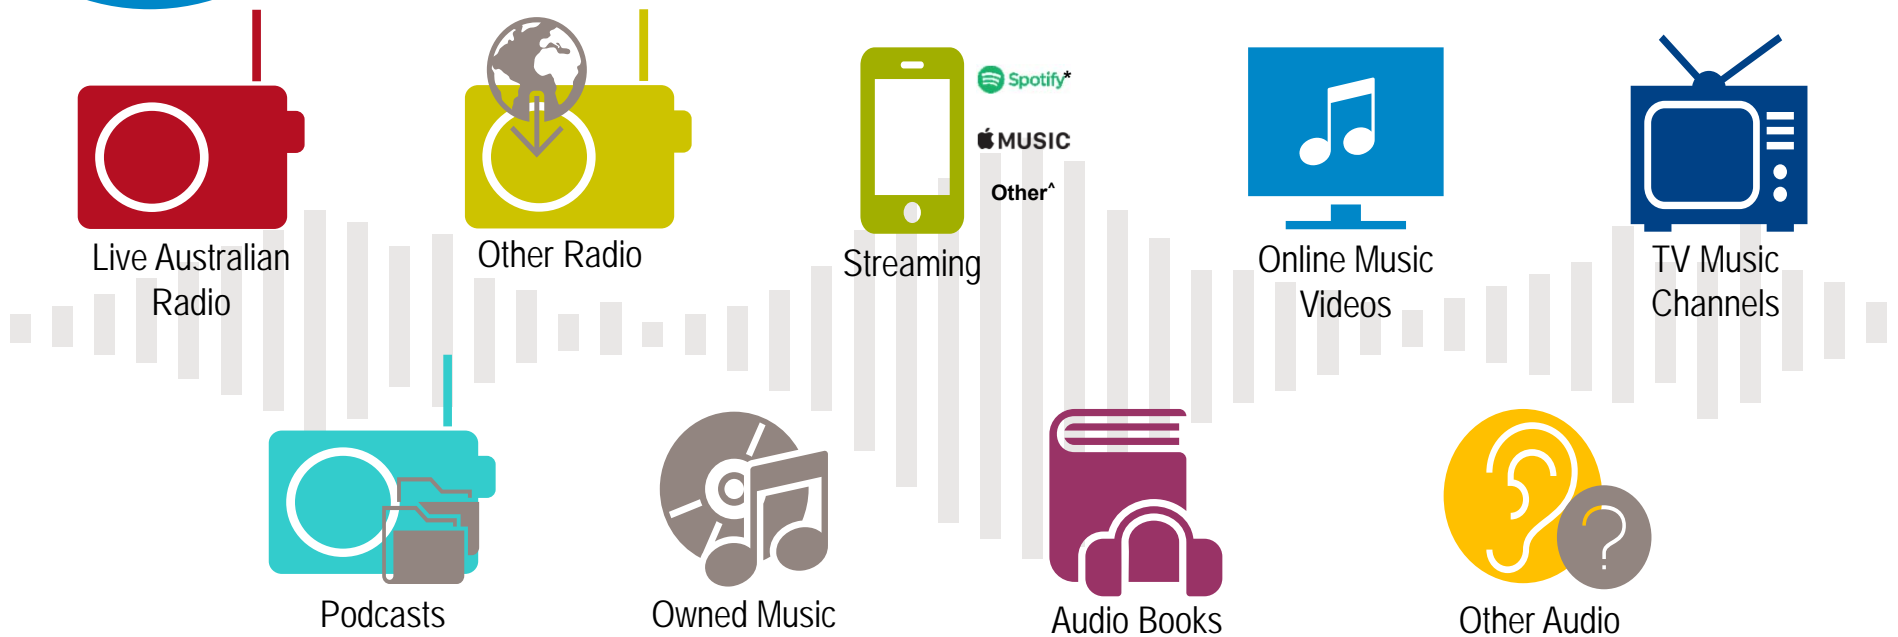 Live Australian
Radio
Other Radio
Streaming
Spotify*
MUSIC
Other^
Online Music
Videos
TV Music
Channels
Podcasts
Owned Music
Audio Books
Other Audio
?